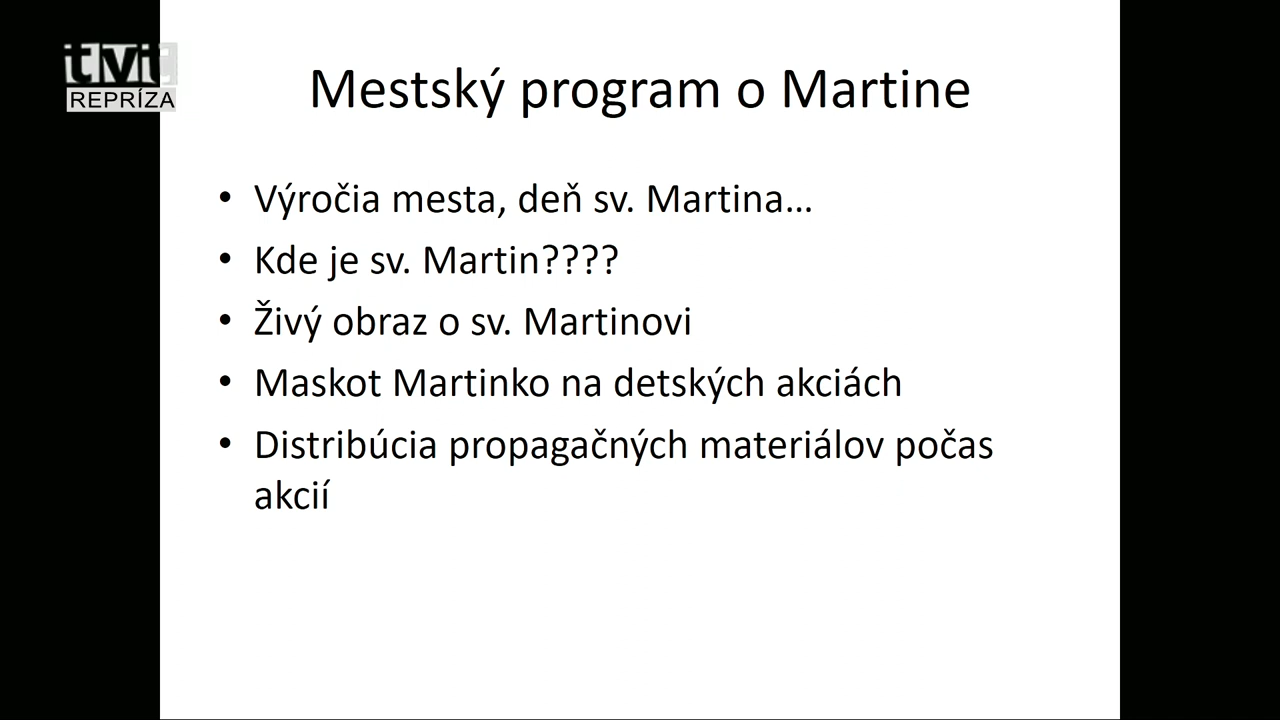 tvt
REPRÍZA
Mestský program o Martine
• Výročia mesta, deň sv. Martina...
• Kde je sv. Martin????
• Živý obraz o sv. Martinovi
• Maskot Martinko na detských akciách
• Distribúcia propagačných materiálov počas
akcií